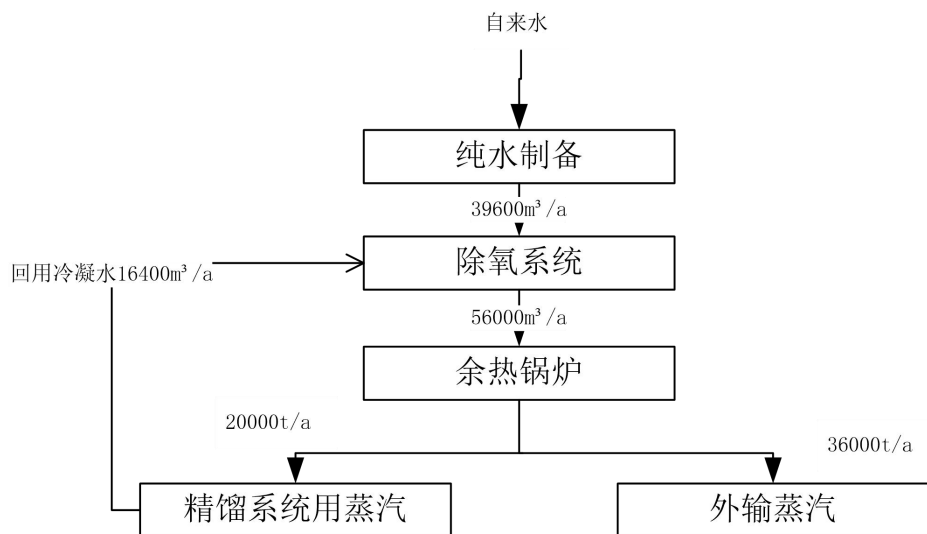 自来水
纯水制备
39600m³/a
回用冷凝水16400m³/a
除氧系统
56000m³/a
余热锅炉
20000t/a
36000t/a
精馏系统用蒸汽
外输蒸汽